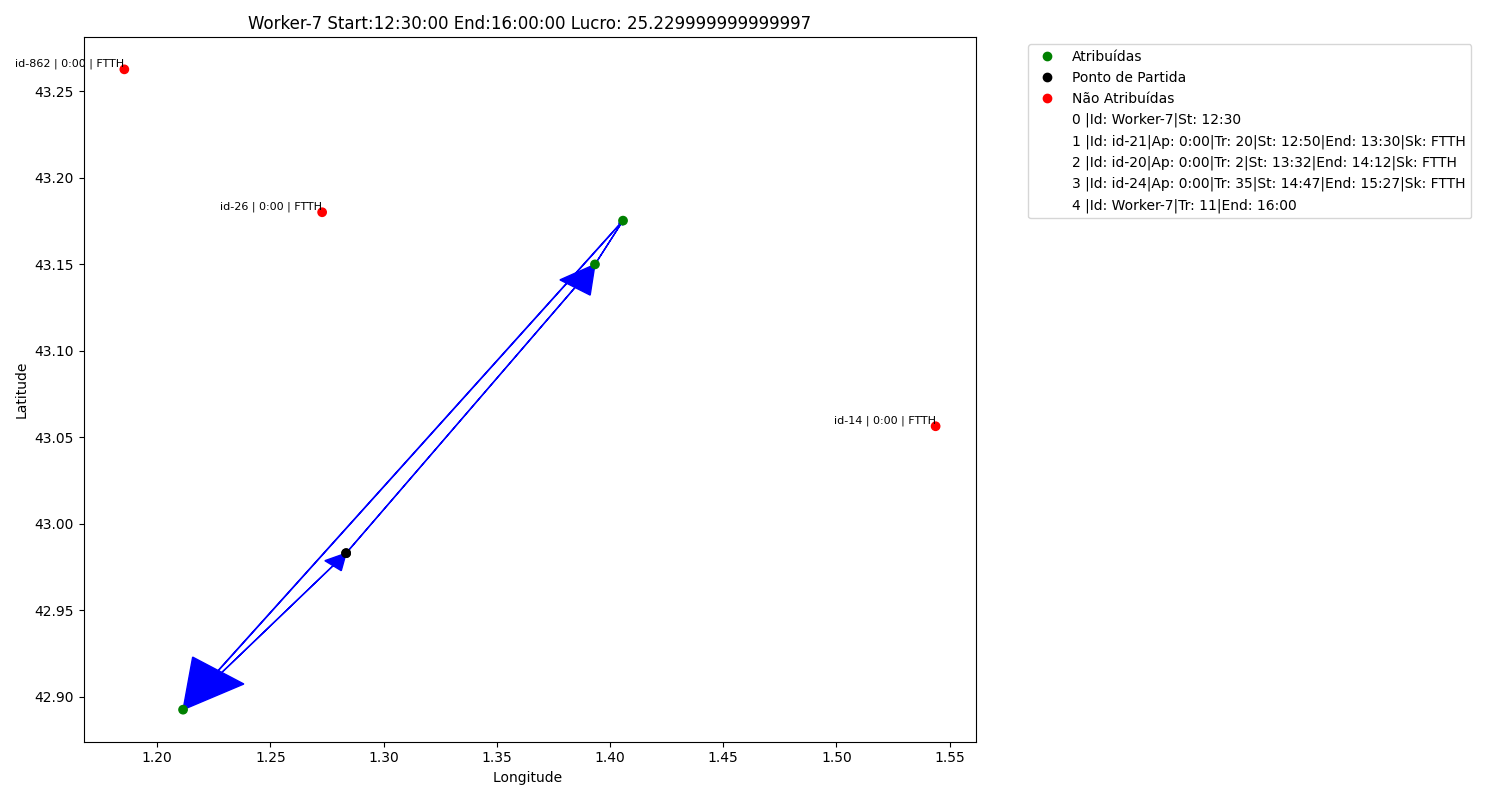 Worker-7 Start:12:30:00 End:16:00:00 Lucro: 25.229999999999997
id-862 | 0:00 | FTTH
id-26 | 0:00 | FTTH
id-14 | 0:00 | FTTH
43.25
43.20
43.15
43.10
43.05
43.00
42.95
42.90
Latitude
1.20
1.25
1.30
1.35
1.40
1.45
1.50
1.55
Longitude
Atribuídas
Ponto de Partida
Não Atribuídas
0 |Id: Worker-7|St: 12:30
1 |Id: id-21|Ap: 0:00|Tr: 20|St: 12:50|End: 13:30|Sk: FTTH
2 |Id: id-20|Ap: 0:00|Tr: 2|St: 13:32|End: 14:12|Sk: FTTH
3 |Id: id-24|Ap: 0:00|Tr: 35|St: 14:47|End: 15:27|Sk: FTTH
4 |Id: Worker-7|Tr: 11|End: 16:00